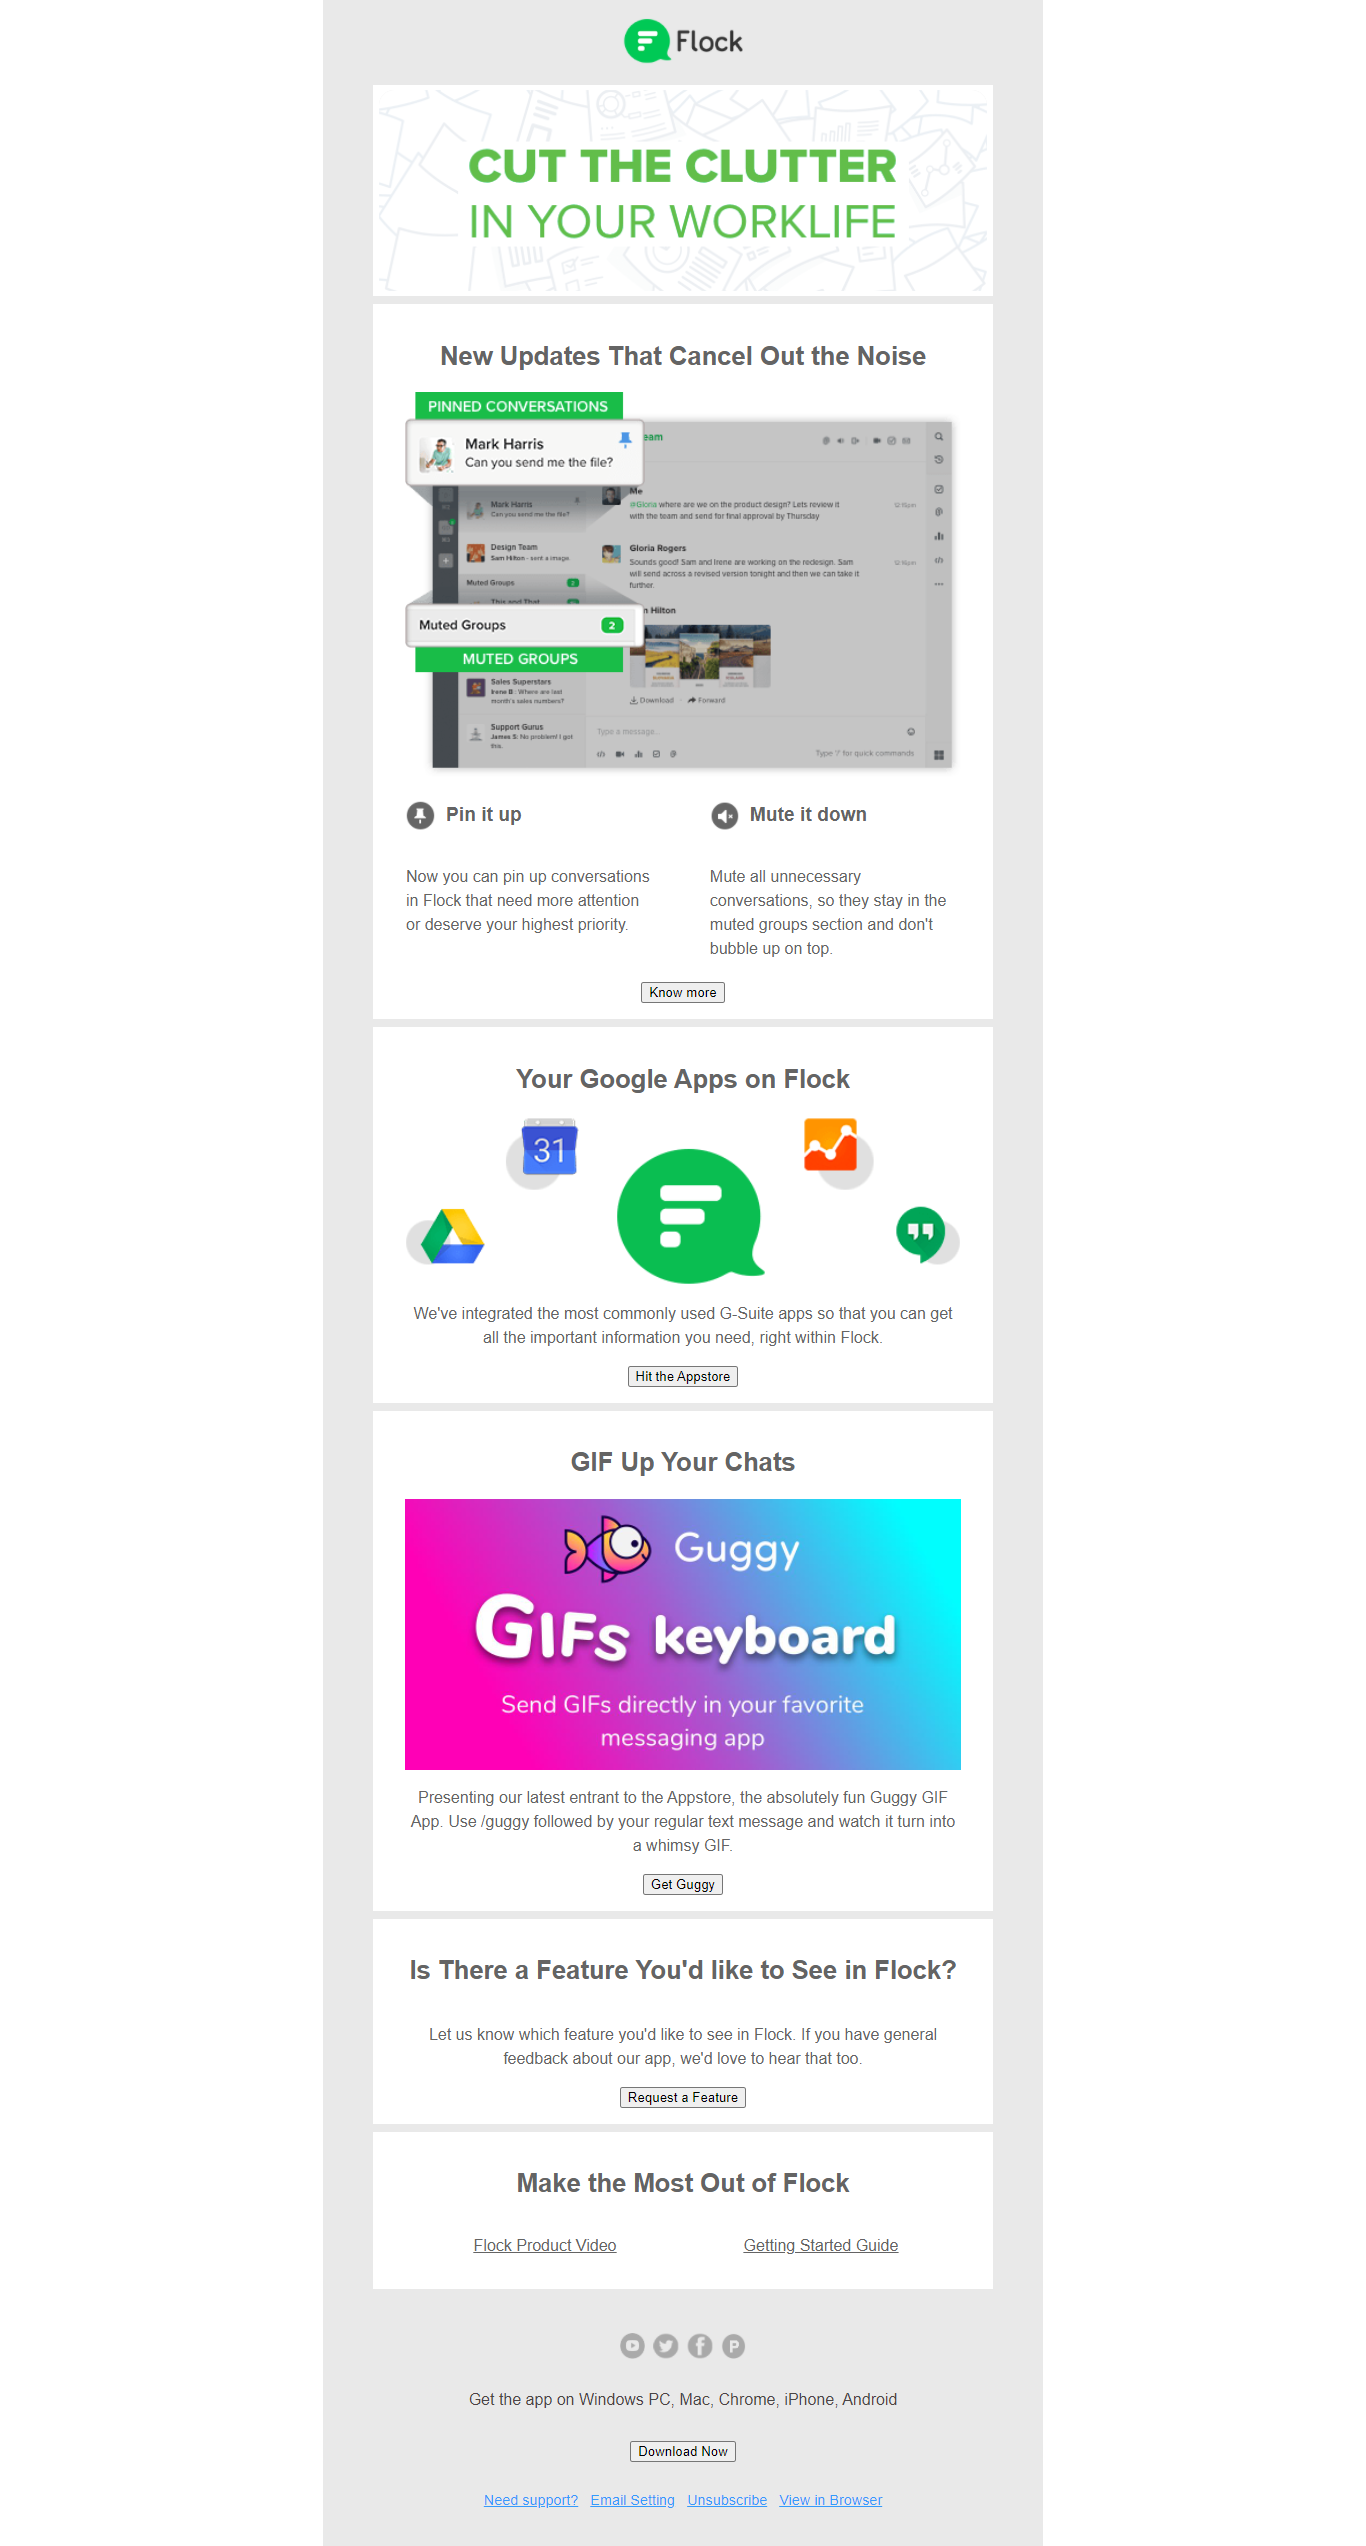 Flock
CUT THE CLUTTER
IN YOUR WORKLIFE
New Updates That Cancel Out the Noise
PINNED CONVERSATIONS
Mark Harris
Can you send me the file?
eam
Me
@Gloria where are we on the product design? Lets review it
with the team and send for final approval by Thursday
Mark Harris
Can you send me the file?
Design Team
Sam Hilton - sent a image
Gloria Rogers
Sounds good! Sam and Irene are working on the redesign. Sam
will send across a revised version tonight and then we can take it
further.
Muted Groups 2
This and That
n Hilton
Muted Groups 2
MUTED GROUPS
Sales Superstars
Irene B : Where are last
month's sales numbers?
Download Forward
Support Gurus
James S: No problem! I got
this.
Type a message..
Type '/' for quick commands
Pin it up
Now you can pin up conversations
in Flock that need more attention
or deserve your highest priority.
Mute it down
Mute all unnecessary
conversations, so they stay in the
muted groups section and don't
bubble up on top.
Know more
Your Google Apps on Flock
31
We've integrated the most commonly used G-Suite apps so that you can get
all the important information you need, right within Flock.
Hit the Appstore
GIF Up Your Chats
Guggy
GIFs keyboard
Send GIFs directly in your favorite
messaging app
Presenting our latest entrant to the Appstore, the absolutely fun Guggy GIF
App. Use /guggy followed by your regular text message and watch it turn into
a whimsy GIF.
Get Guggy
Is There a Feature You'd like to See in Flock?
Let us know which feature you'd like to see in Flock. If you have general
feedback about our app, we'd love to hear that too.
Request a Feature
Make the Most Out of Flock
Flock Product Video Getting Started Guide
Get the app on Windows PC, Mac, Chrome, iPhone, Android
Download Now
Need support? Email Setting Unsubscribe View in Browser